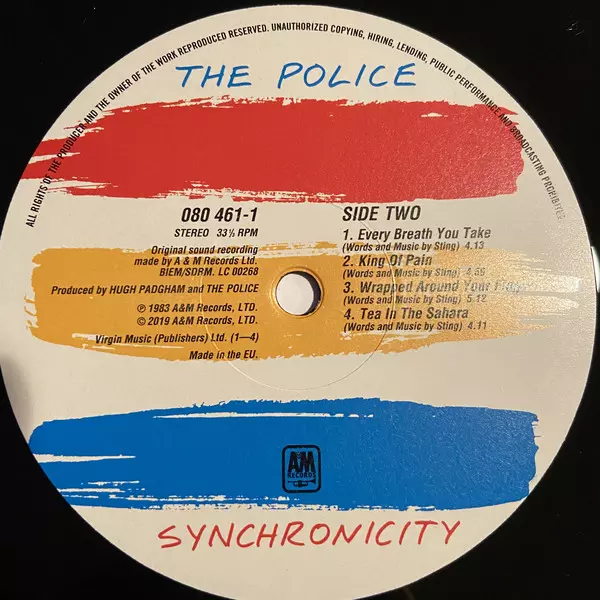 ALL RIGHTS OF THE PRODUCER AND THE OWNER OF THE WORK REPRODUCED RESERVED. UNAUTHORIZED COPYING, HIRING, LENDING, PUBLIC PERFORMANCE AND BROADCASTING PROHIBITED
THE POLICE
080 461-1
STEREO 33⅓ RPM
Original sound recording
made by A & M Records Ltd.
BIEM/SDRM. LC 00268
Produced by HUGH PADGHAM and THE POLICE
℗ 1983 A&M Records, LTD.
© 2019 A&M Records, LTD.
Virgin Music (Publishers) Ltd. (1—4)
Made in the EU.
SIDE TWO
1. Every Breath You Take
(Words and Music by Sting) 4.13
2. King Of Pain
(Words and Music by Sting) 4.55
3. Wrapped Around Your Finger
(Words and Music by Sting) 5.12
4. Tea In The Sahara
(Words and Music by Sting) 4.11
AM
RECORDS
SYNCHRONICITY